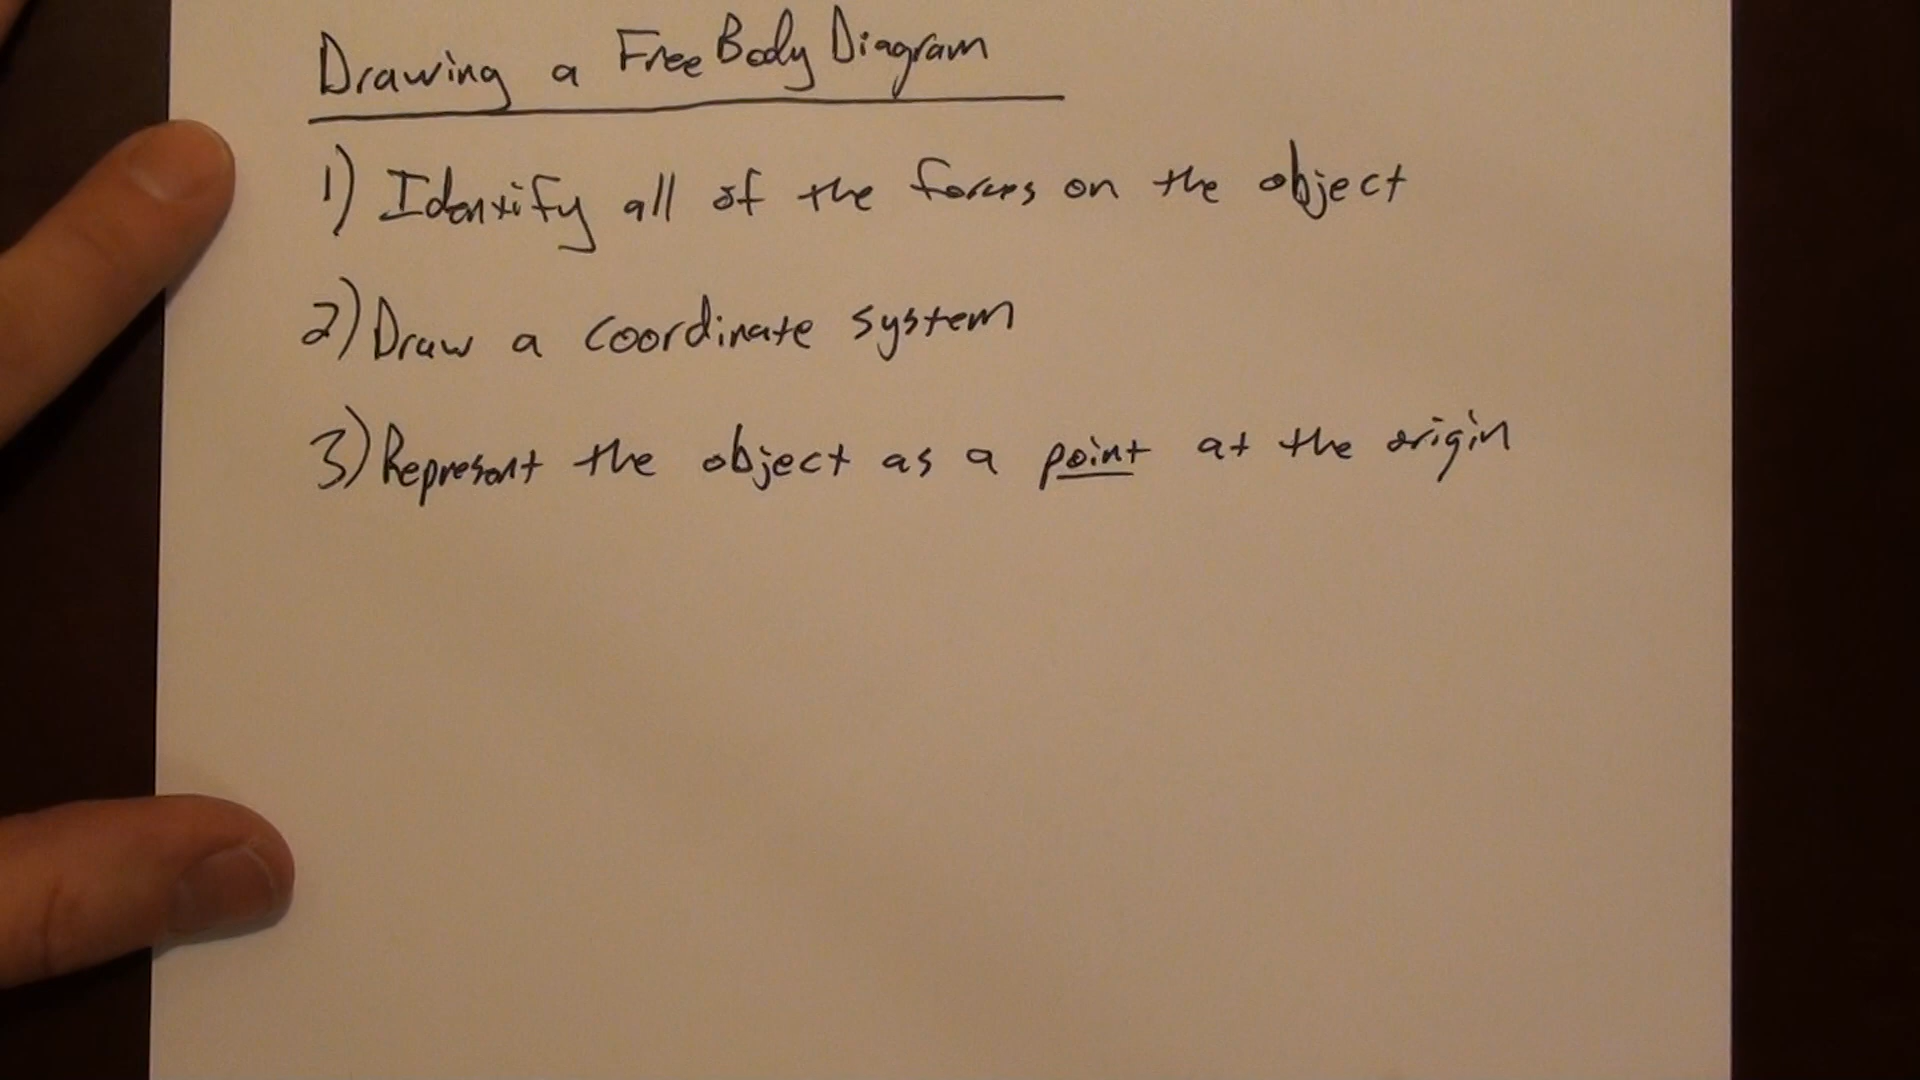 Drawing a Free Body Diagram
1) Identify all of the forces on the object
2) Draw a coordinate system
3) Represent the object as a point at the origin